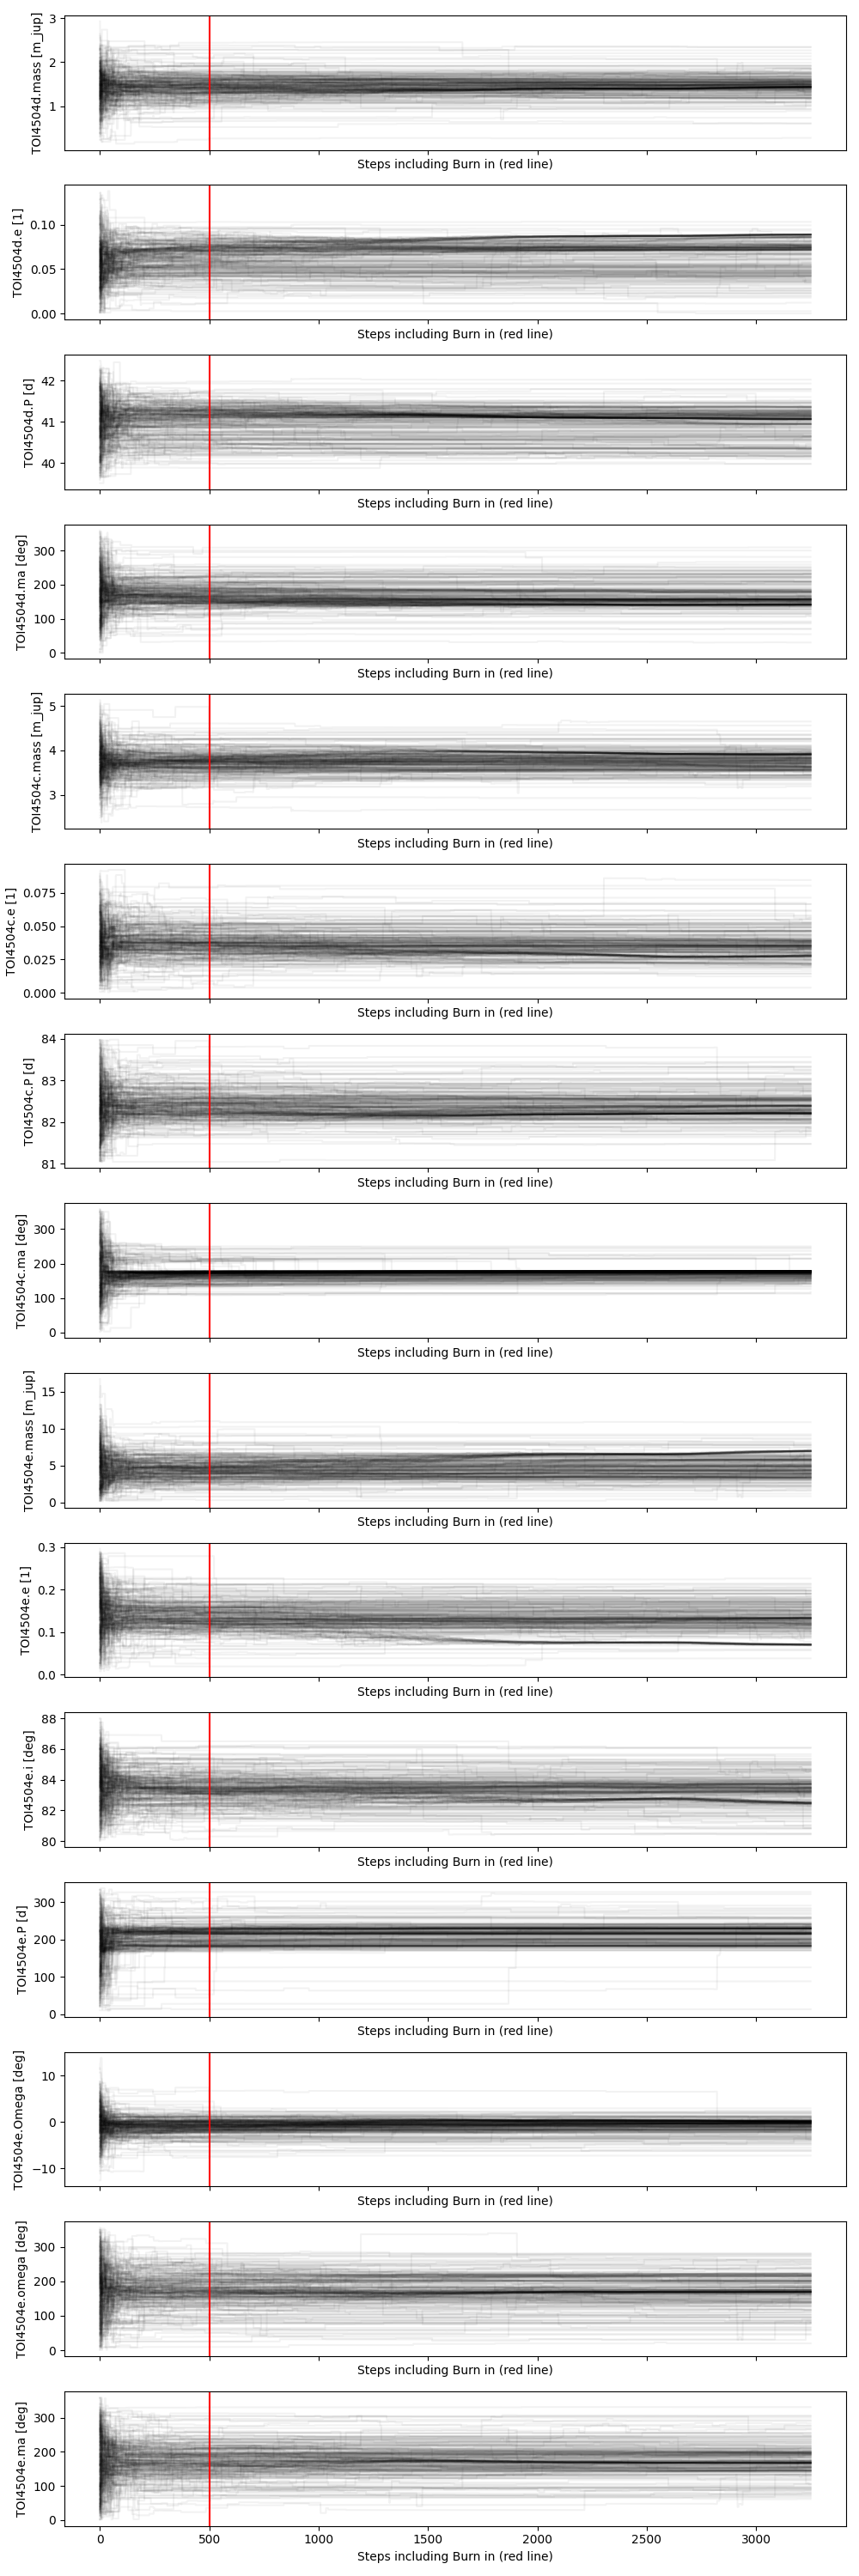 TOI4504d.mass [m_jup]
3
2
1
Steps including Burn in (red line)
TOI4504d.e [1]
0.10
0.05
0.00
Steps including Burn in (red line)
TOI4504d.P [d]
42
41
40
Steps including Burn in (red line)
TOI4504d.ma [deg]
300
200
100
0
Steps including Burn in (red line)
TOI4504c.mass [m_jup]
5
4
3
Steps including Burn in (red line)
TOI4504c.e [1]
0.075
0.050
0.025
0.000
Steps including Burn in (red line)
TOI4504c.P [d]
84
83
82
81
Steps including Burn in (red line)
TOI4504c.ma [deg]
300
200
100
0
Steps including Burn in (red line)
TOI4504e.mass [m_jup]
15
10
5
0
Steps including Burn in (red line)
TOI4504e.e [1]
0.3
0.2
0.1
0.0
Steps including Burn in (red line)
TOI4504e.i [deg]
88
86
84
82
80
Steps including Burn in (red line)
TOI4504e.P [d]
300
200
100
0
Steps including Burn in (red line)
TOI4504e.Omega [deg]
10
0
−10
Steps including Burn in (red line)
TOI4504e.omega [deg]
300
200
100
0
Steps including Burn in (red line)
TOI4504e.ma [deg]
300
200
100
0
0 500 1000 1500 2000 2500 3000
Steps including Burn in (red line)